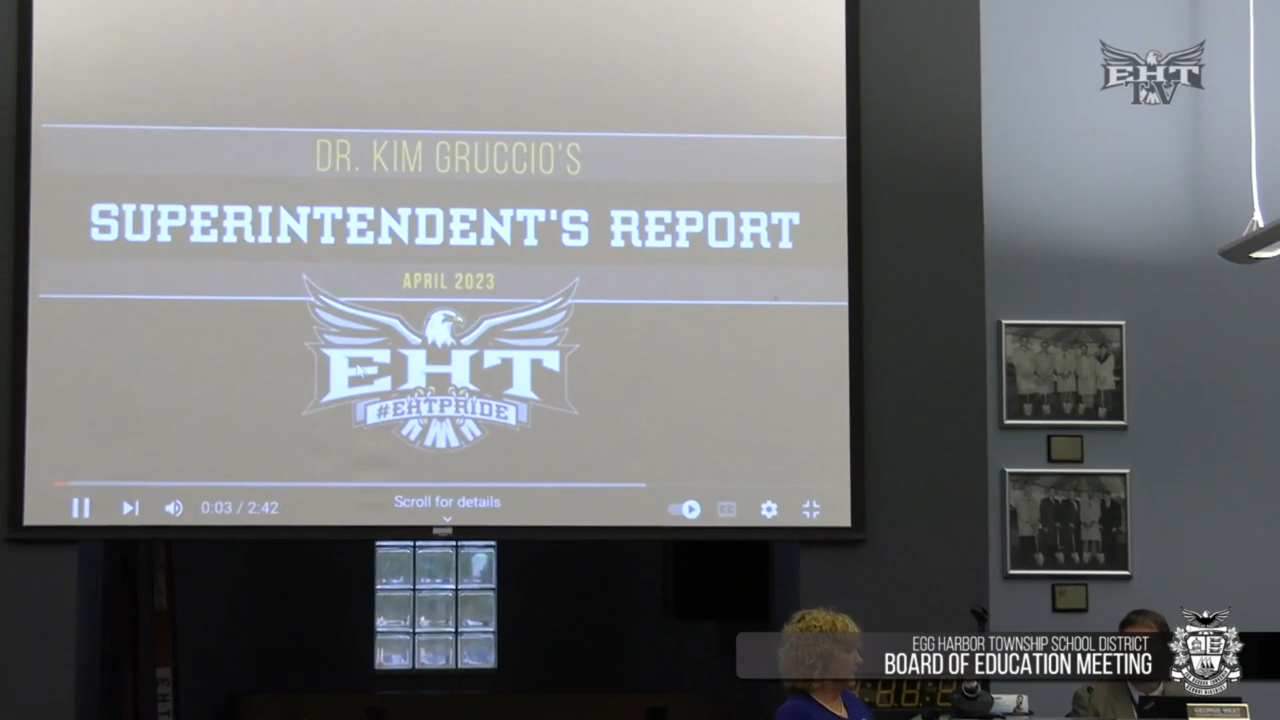 EHT
TV
DR. KIM GRUCCIO'S
SUPERINTENDENT'S REPORT
APRIL 2023
EHT
#EHTPRIDE
0:03 / 2:42
Scroll for details
CC
EGG HARBOR TOWNSHIP SCHOOL DISTRICT
BOARD OF EDUCATION MEETING
GEORGE WEST